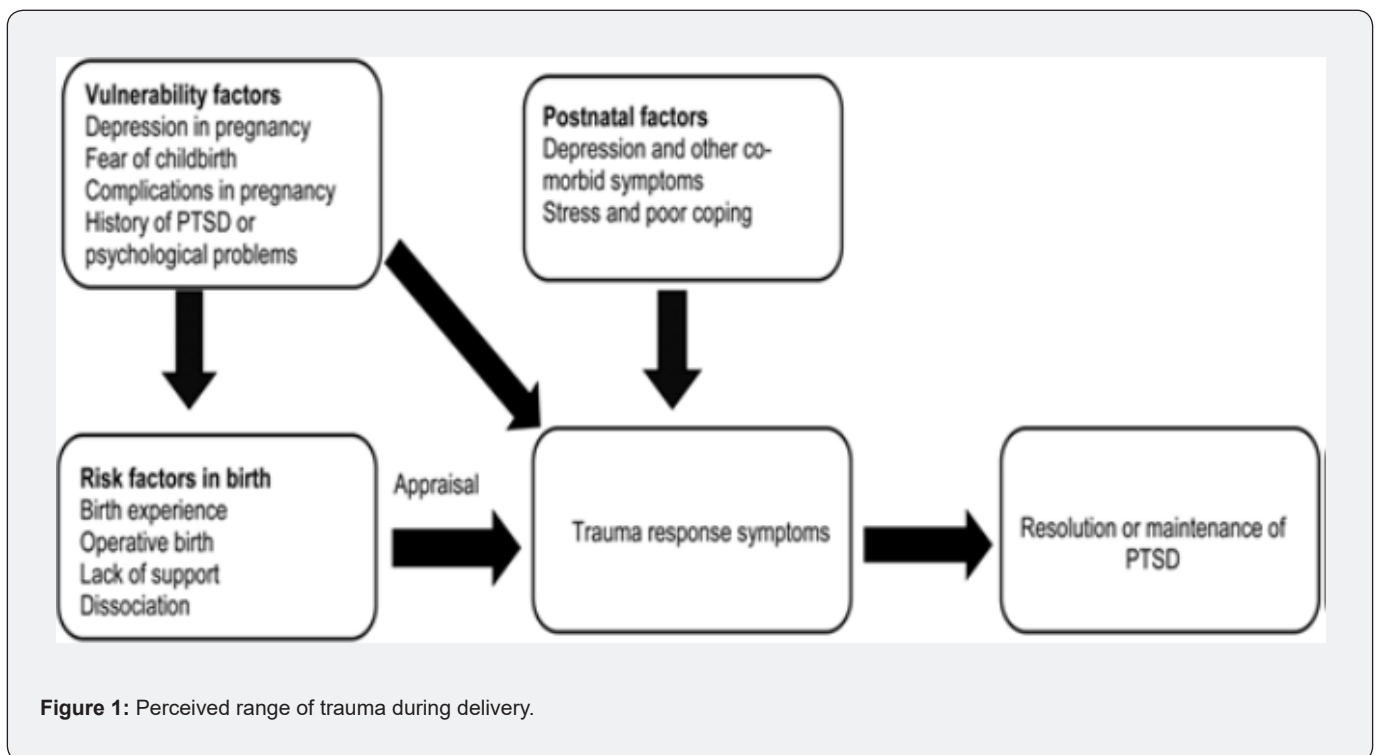 Vulnerability factors
Depression in pregnancy
Fear of childbirth
Complications in pregnancy
History of PTSD or
psychological problems
Postnatal factors
Depression and other co-
morbid symptoms
Stress and poor coping
Risk factors in birth
Birth experience
Operative birth
Lack of support
Dissociation
Appraisal
Trauma response symptoms
Resolution or maintenance of
PTSD
Figure 1: Perceived range of trauma during delivery.